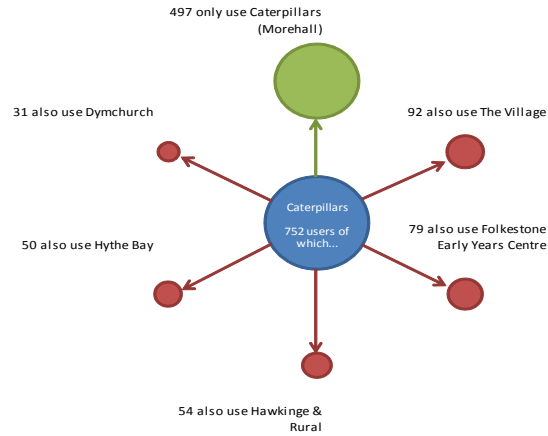 497 only use Caterpillars
(Morehall)
31 also use Dymchurch
92 also use The Village
Caterpillars
752 users of
which...
50 also use Hythe Bay
79 also use Folkestone
Early Years Centre
54 also use Hawkinge &
Rural